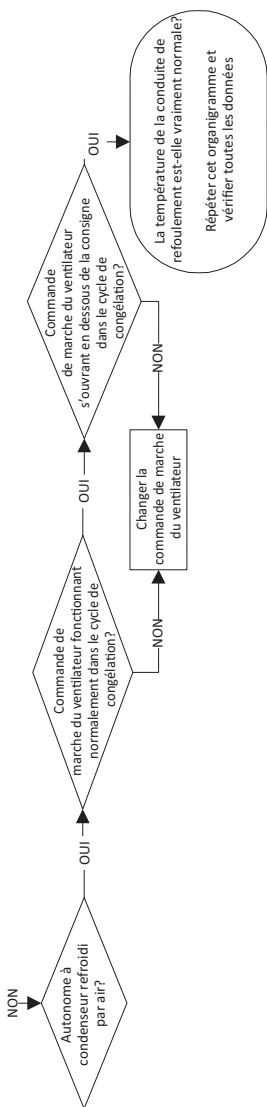 NON
Autonome à
condenseur refroidi
par air?
OUI
Commande de
marche du ventilateur fonctionnant
normalement dans le cycle de
congélation?
NON
OUI
Changer la
commande de marche
du ventilateur
Commande
de marche du ventilateur
s'ouvrant en dessous de la consigne
dans le cycle de
congélation?
NON
OUI
La température de la conduite de
refoulement est-elle vraiment normale?
Répéter cet organigramme et
vérifier toutes les données